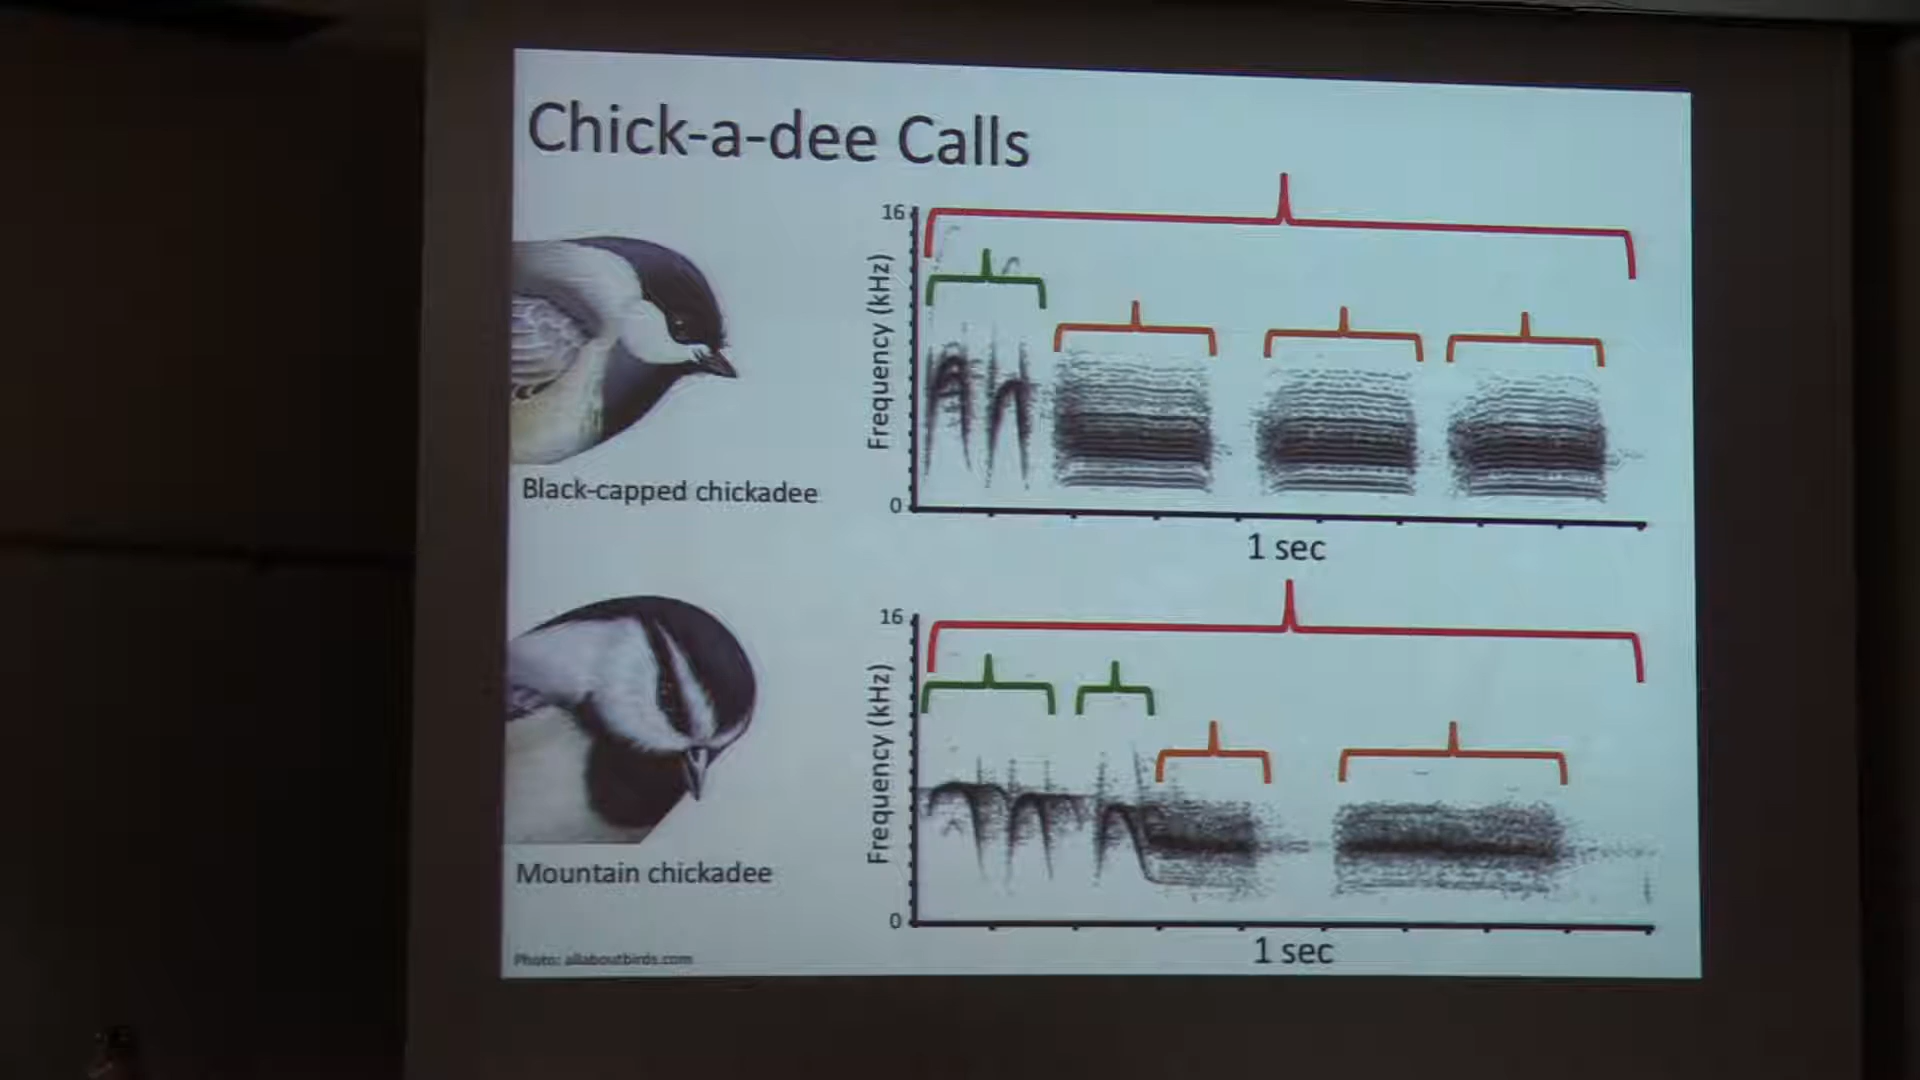 Chick-a-dee Calls
16
Frequency (kHz)
0
1 sec
Black-capped chickadee
16
Frequency (kHz)
0
1 sec
Mountain chickadee
Photo: allaboutbirds.com